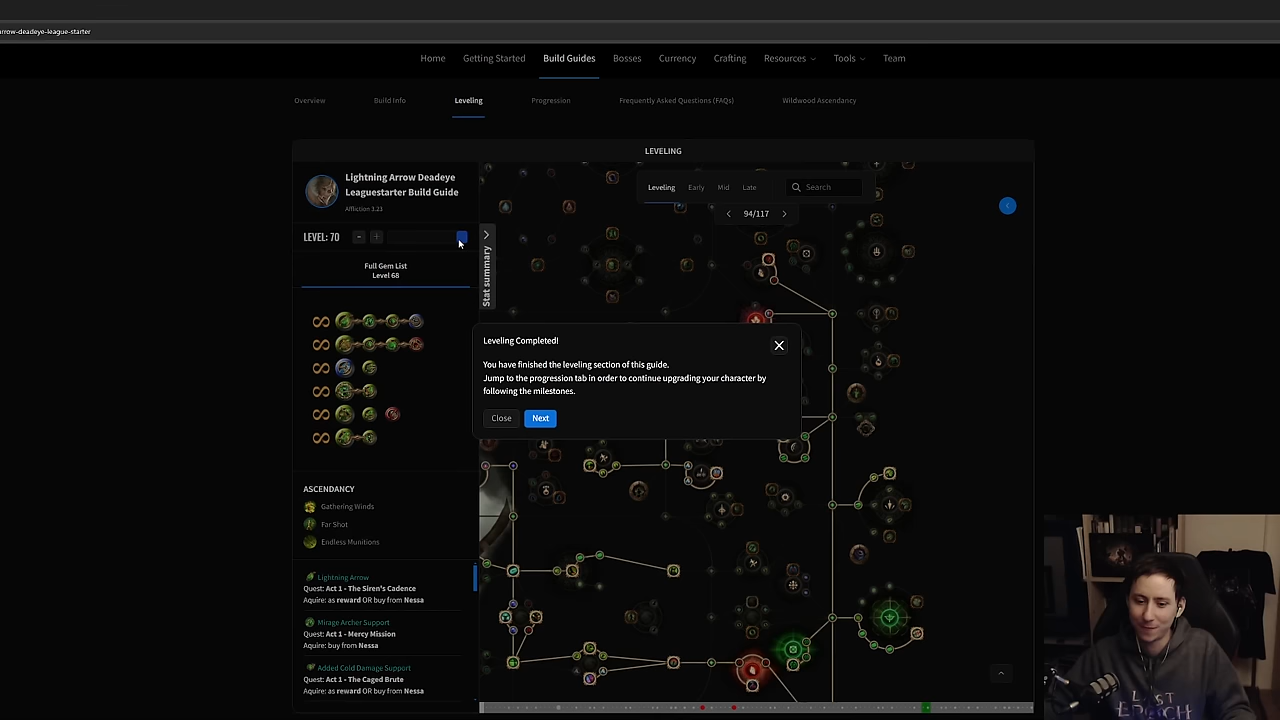 rrow-deadeye-league-starter
Home Getting Started Build Guides Bosses Currency Crafting Resources Tools Team
Overview Build Info Leveling Progression Frequently Asked Questions (FAQs) Wildwood Ascendancy
LEVELING
Lightning Arrow Deadeye
Leaguestarter Build Guide
Affliction 3.23
Leveling Early Mid Late Search
94/117
LEVEL: 70 - +
Full Gem List
Level 68
Stat summary
Leveling Completed!
You have finished the leveling section of this guide.
Jump to the progression tab in order to continue upgrading your character by
following the milestones.
Close Next
ASCENDANCY
Gathering Winds
Far Shot
Endless Munitions
Lightning Arrow
Quest: Act 1 - The Siren's Cadence
Aquire: as reward OR buy from Nessa
Mirage Archer Support
Quest: Act 1 - Mercy Mission
Aquire: buy from Nessa
Added Cold Damage Support
Quest: Act 1 - The Caged Brute
Aquire: as reward OR buy from Nessa
LAST
EPOCH